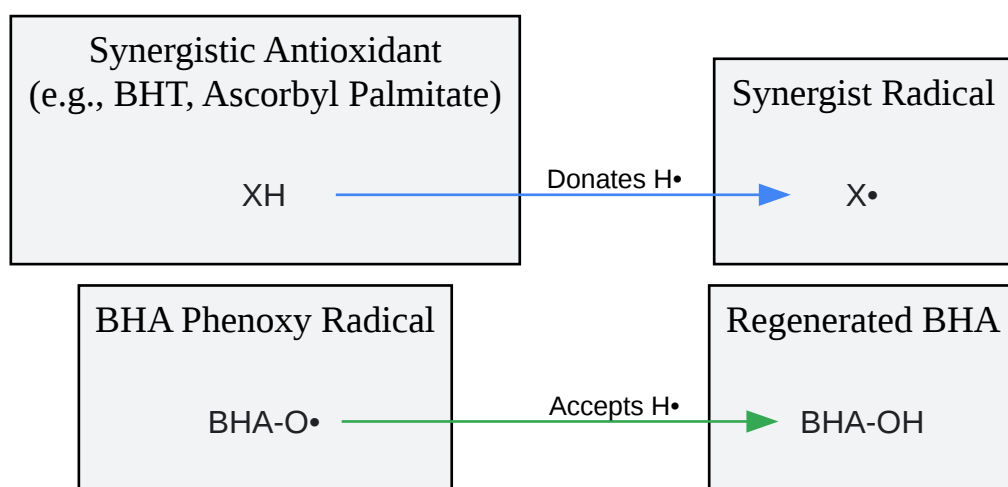 Synergistic Antioxidant
(e.g., BHT, Ascorbyl Palmitate)
XH
Donates H•
Synergist Radical
X•
BHA Phenoxy Radical
BHA-O•
Accepts H•
Regenerated BHA
BHA-OH